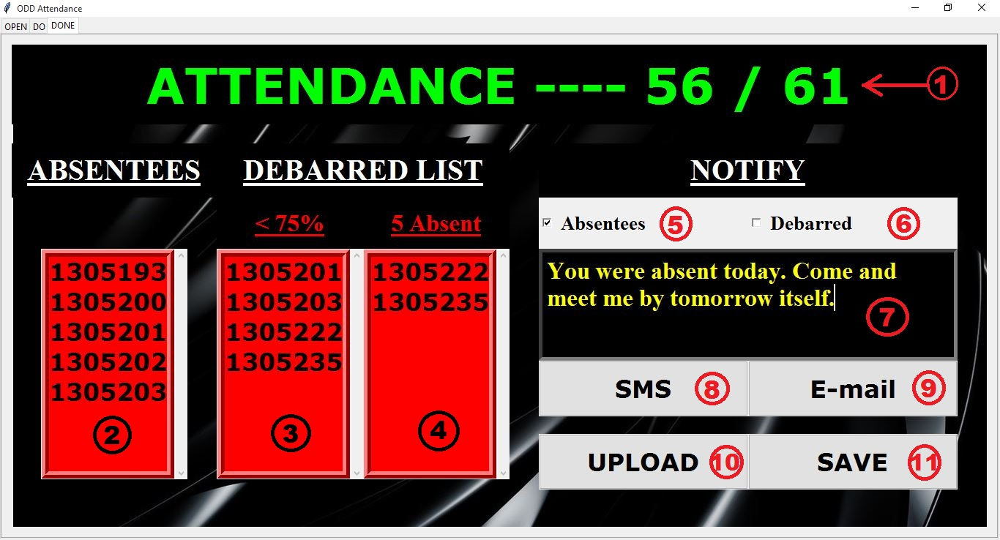 ODD Attendance
OPEN DO DONE
ATTENDANCE ---- 56 / 61
1
ABSENTEES
DEBARRED LIST
NOTIFY
< 75%
5 Absent
Absentees
5
Debarred
6
1305193
1305200
1305201
1305202
1305203
2
1305201
1305203
1305222
1305235
3
1305222
1305235
4
You were absent today. Come and
meet me by tomorrow itself.
7
SMS
8
E-mail
9
UPLOAD
10
SAVE
11